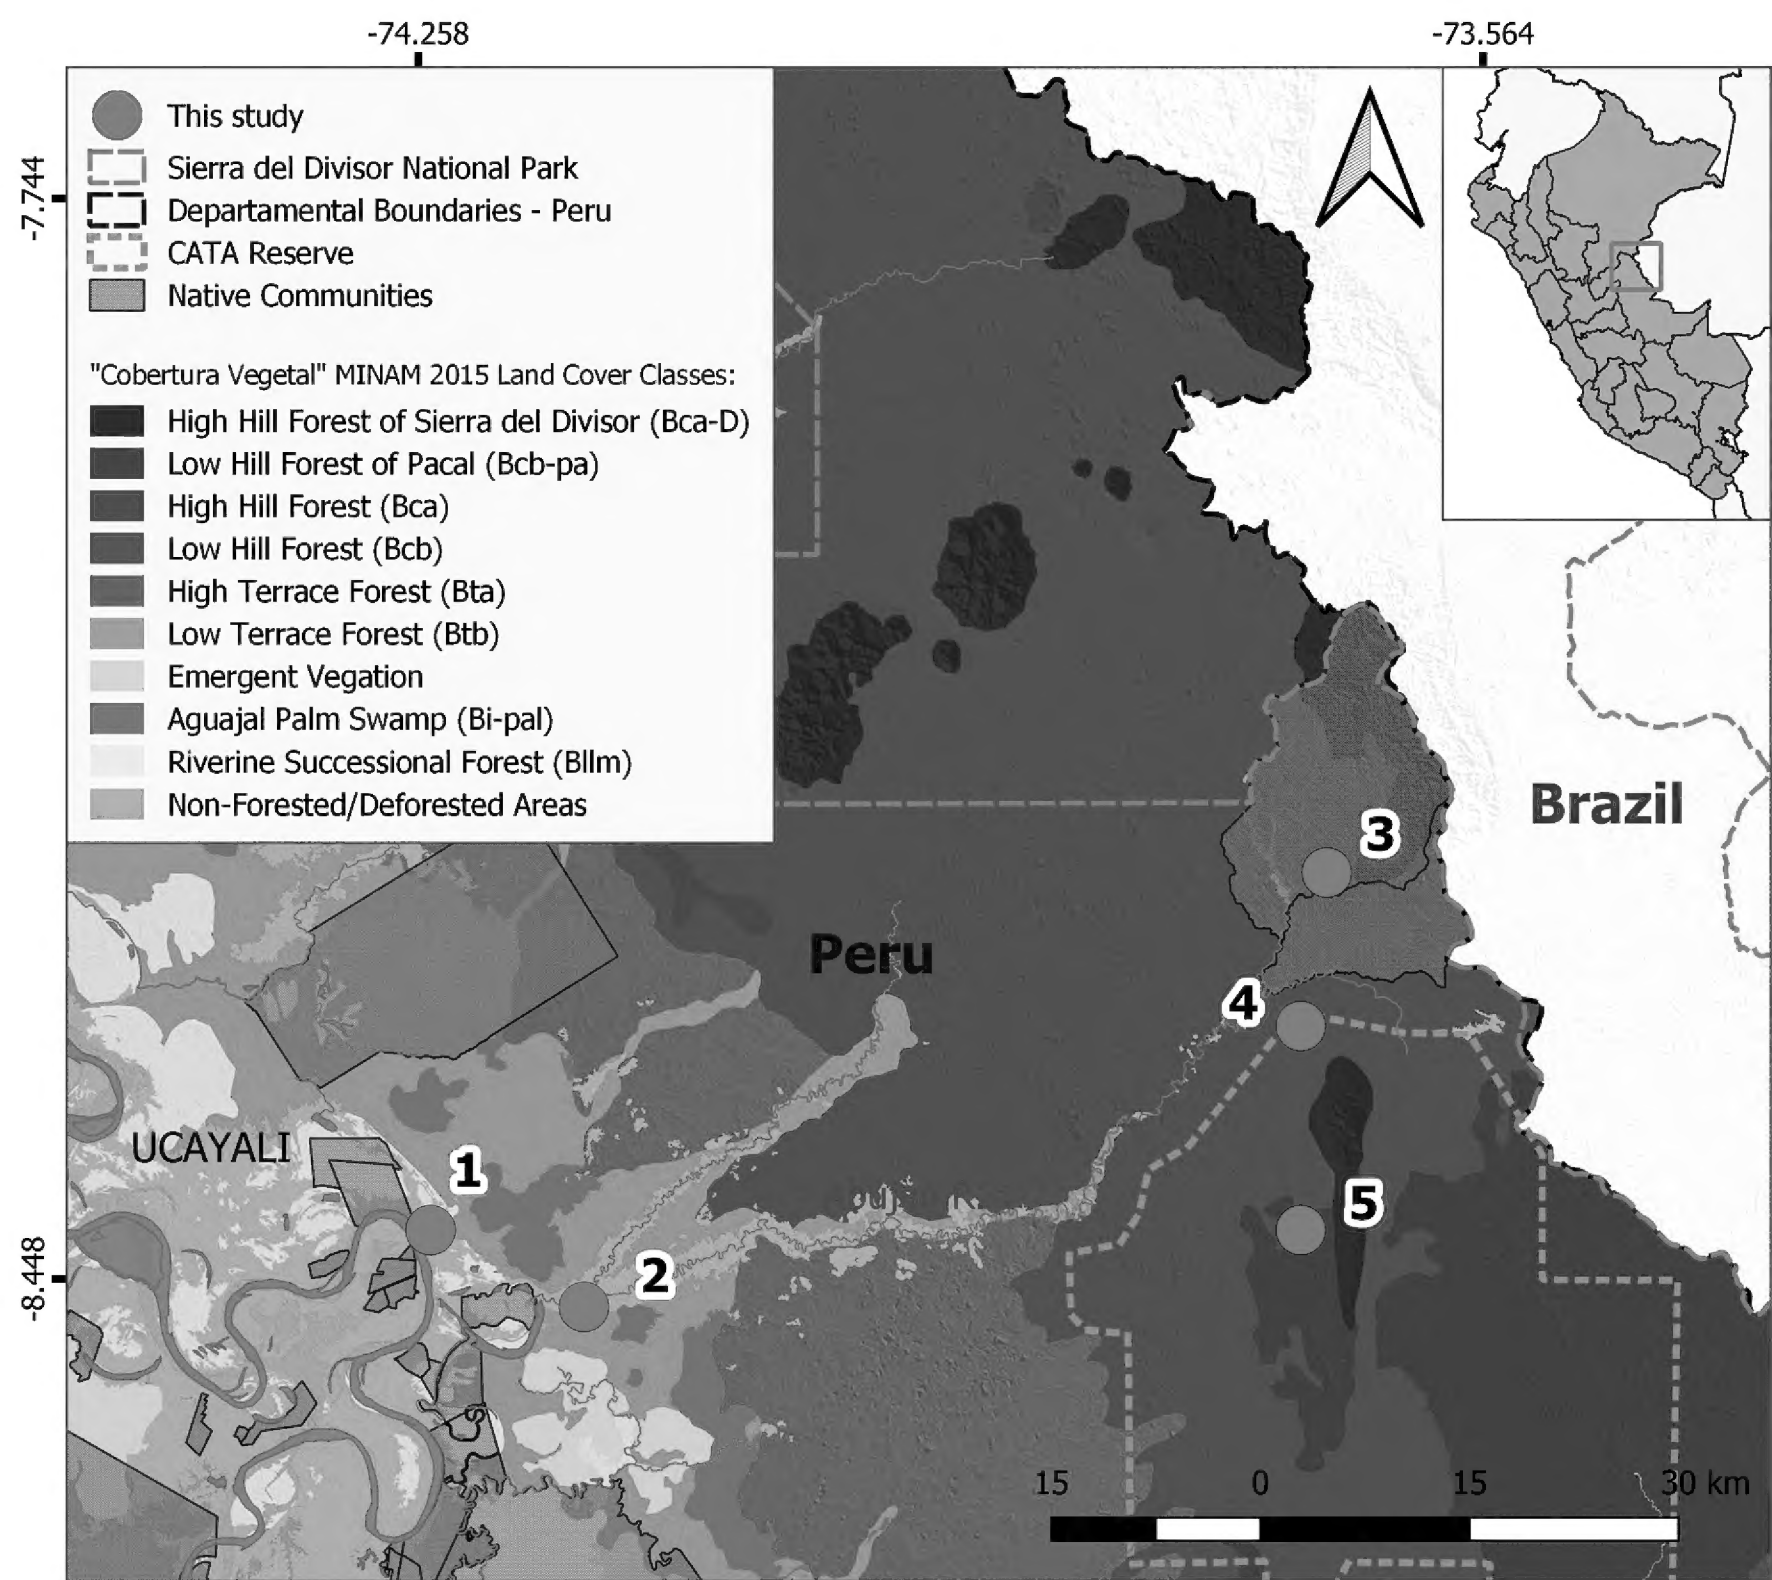 -74.258
-73.564
-7.744
-8.448
This study
Sierra del Divisor National Park
Departamental Boundaries - Peru
CATA Reserve
Native Communities
"Cobertura Vegetal" MINAM 2015 Land Cover Classes:
High Hill Forest of Sierra del Divisor (Bca-D)
Low Hill Forest of Pacal (Bcb-pa)
High Hill Forest (Bca)
Low Hill Forest (Bcb)
High Terrace Forest (Bta)
Low Terrace Forest (Btb)
Emergent Vegation
Aguajal Palm Swamp (Bi-pal)
Riverine Successional Forest (Bllm)
Non-Forested/Deforested Areas
Brazil
3
Peru
4
UCAYALI
1
5
2
15 0 15 30 km